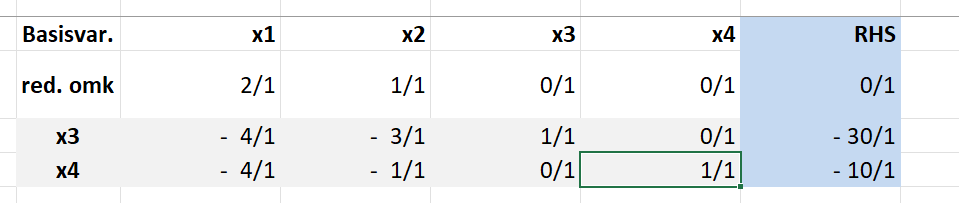 Basisvar. x1 x2 x3 x4 RHS
red. omk 2/1 1/1 0/1 0/1 0/1
x3 - 4/1 - 3/1 1/1 0/1 - 30/1
x4 - 4/1 - 1/1 0/1 1/1 - 10/1